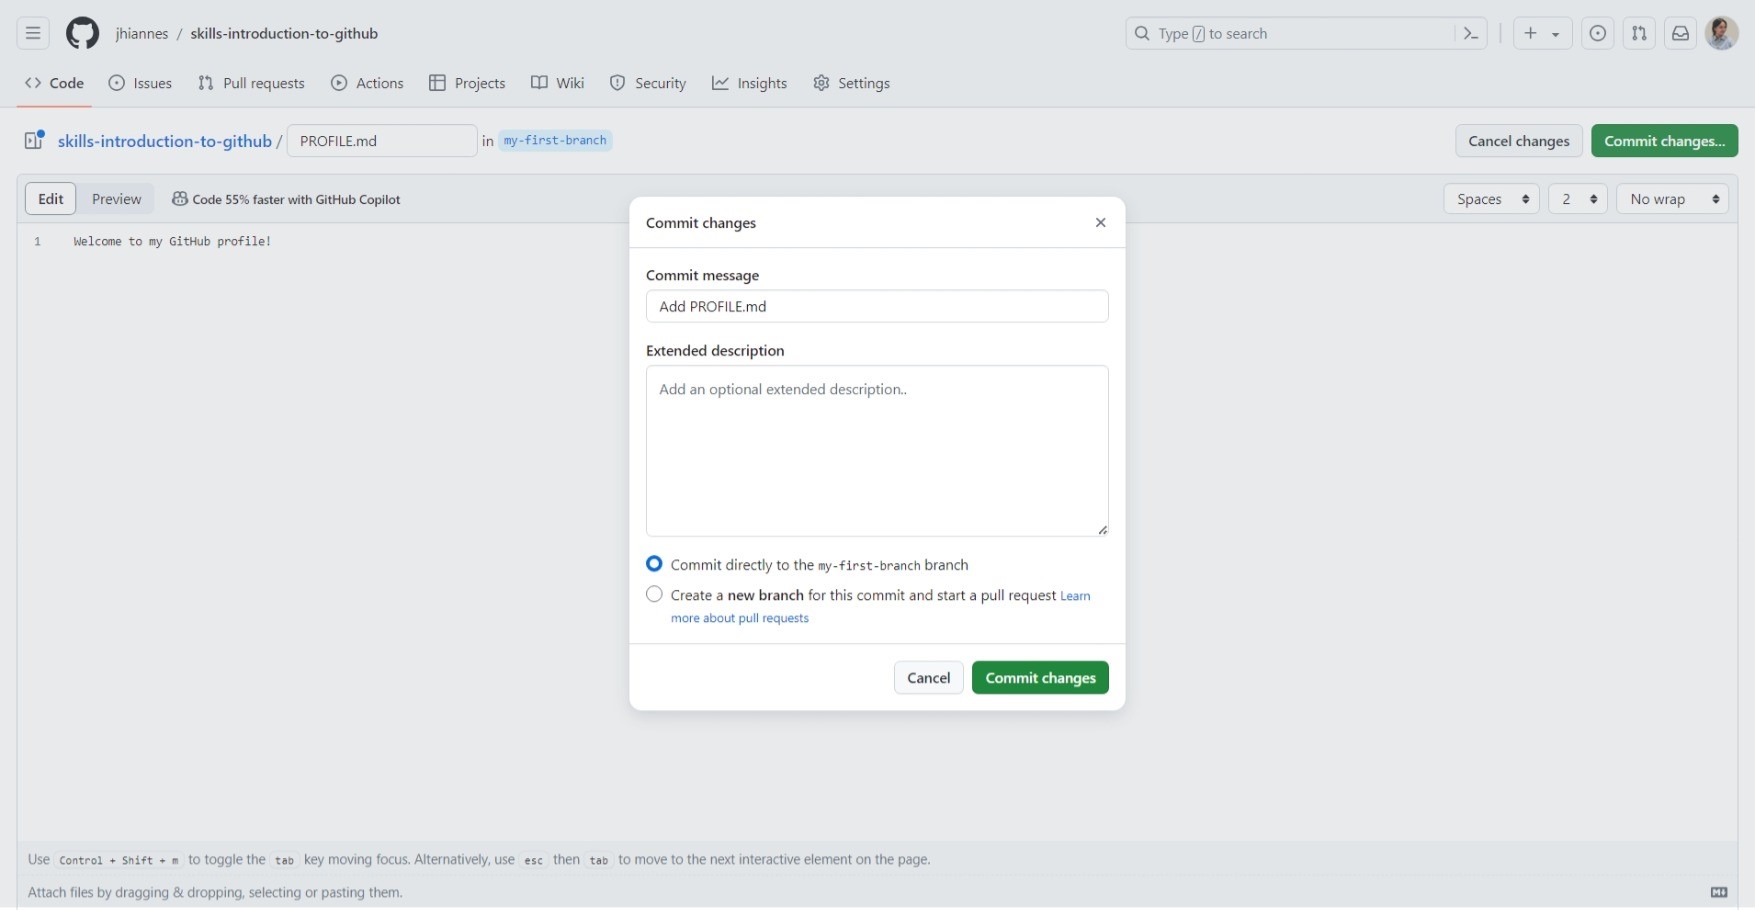 jhiannes / skills-introduction-to-github
Type / to search
Code Issues Pull requests Actions Projects Wiki Security Insights Settings
skills-introduction-to-github / PROFILE.md in my-first-branch
Cancel changes Commit changes...
Edit Preview Code 55% faster with GitHub Copilot
Spaces 2 No wrap
1 Welcome to my GitHub profile!
Commit changes
Commit message
Add PROFILE.md
Extended description
Add an optional extended description..
Commit directly to the my-first-branch branch
Create a new branch for this commit and start a pull request Learn
more about pull requests
Cancel Commit changes
Use Control + Shift + m to toggle the tab key moving focus. Alternatively, use esc then tab to move to the next interactive element on the page.
Attach files by dragging & dropping, selecting or pasting them.